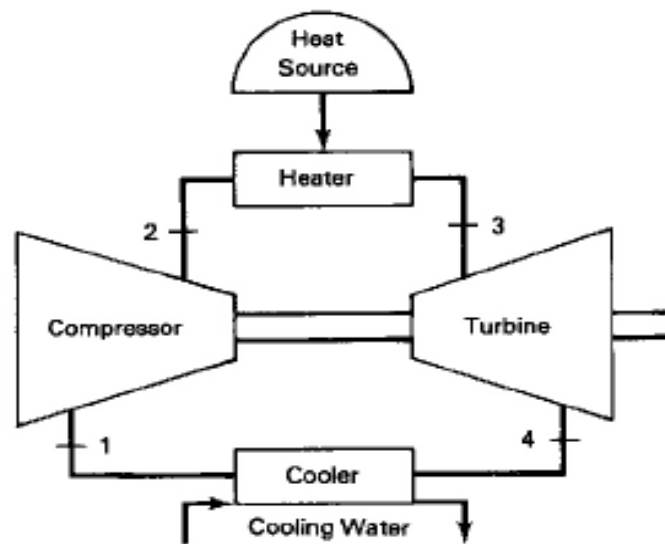 Heat
Source
Heater
2
3
Compressor
Turbine
1
4
Cooler
Cooling Water